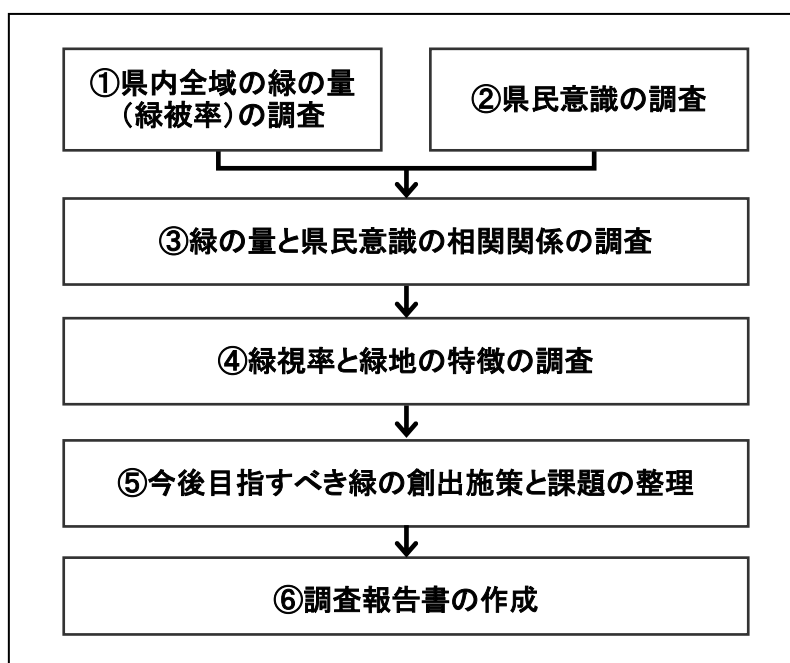 ①県内全域の緑の量
（緑被率）の調査
②県民意識の調査
③緑の量と県民意識の相関関係の調査
④緑視率と緑地の特徴の調査
⑤今後目指すべき緑の創出施策と課題の整理
⑥調査報告書の作成